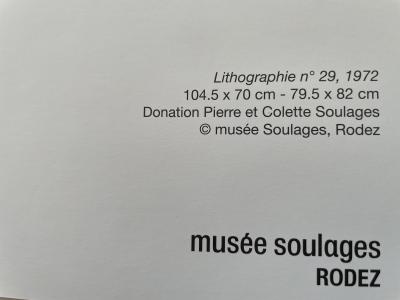 Lithographie n° 29, 1972
104.5 x 70 cm - 79.5 x 82 cm
Donation Pierre et Colette Soulages
© musée Soulages, Rodez
musée soulages
RODEZ